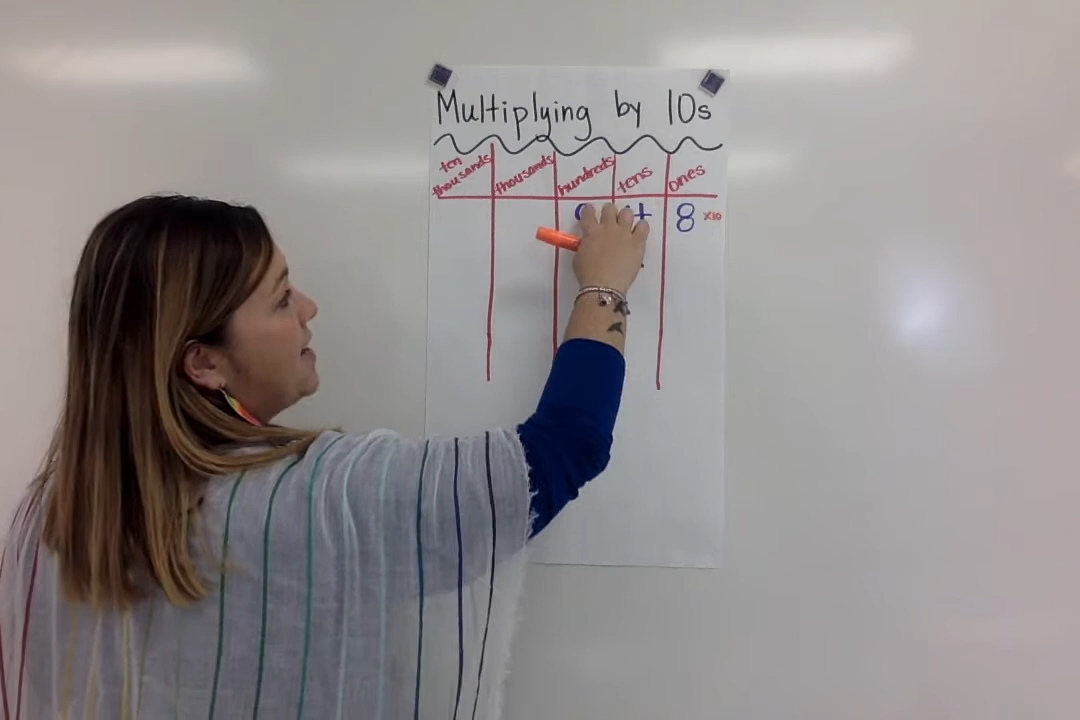 Multiplying by 10s
ten thousands thousands hundreds tens ones
8 x10